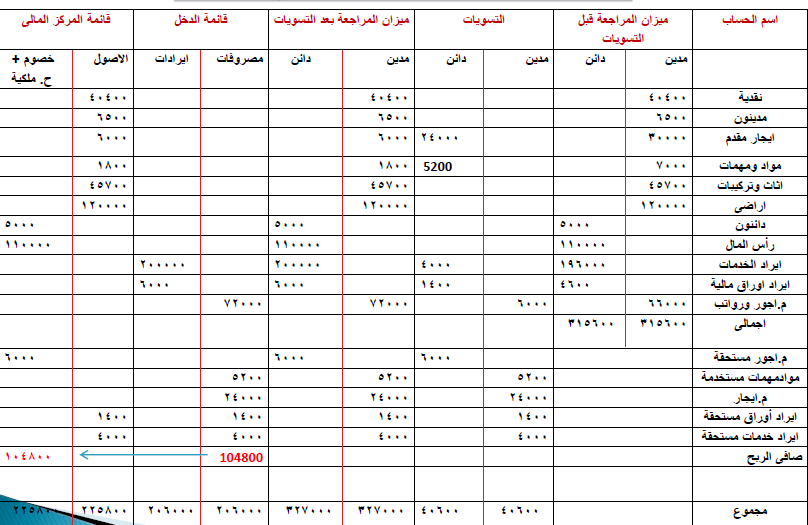 اسم الحساب ميزان المراجعة قبل التسويات التسويات ميزان المراجعة بعد التسويات قائمة الدخل قائمة المركز المالى
مدين دائن مدين دائن مدين دائن مصروفات ايرادات الاصول خصوم + ح. ملكية
نقدية ٤٠٤٠٠ ٤٠٤٠٠ ٤٠٤٠٠
مدينون ٦٥٠٠ ٦٥٠٠ ٦٥٠٠
ايجار مقدم ٣٠٠٠٠ ٢٤٠٠٠ ٦٠٠٠ ٦٠٠٠
مواد ومهمات ٧٠٠٠ 5200 ١٨٠٠ ١٨٠٠
اثاث وتركيبات ٤٥٧٠٠ ٤٥٧٠٠ ٤٥٧٠٠
اراضى ١٢٠٠٠٠ ١٢٠٠٠٠ ١٢٠٠٠٠
دائنون ٥٠٠٠ ٥٠٠٠ ٥٠٠٠
رأس المال ١١٠٠٠٠ ١١٠٠٠٠ ١١٠٠٠٠
ايراد الخدمات ١٩٦٠٠٠ ٤٠٠٠ ٢٠٠٠٠٠ ٢٠٠٠٠٠
ايراد اوراق مالية ٤٦٠٠ ١٤٠٠ ٦٠٠٠ ٦٠٠٠
م.اجور ورواتب ٦٦٠٠٠ ٦٠٠٠ ٧٢٠٠٠ ٧٢٠٠٠
اجمالى ٣١٥٦٠٠ ٣١٥٦٠٠
م.اجور مستحقة ٦٠٠٠ ٦٠٠٠ ٦٠٠٠
موادمهمات مستخدمة ٥٢٠٠ ٥٢٠٠ ٥٢٠٠
م.ايجار ٢٤٠٠٠ ٢٤٠٠٠ ٢٤٠٠٠
ايراد أوراق مستحقة ١٤٠٠ ١٤٠٠ ١٤٠٠ ١٤٠٠
ايراد خدمات مستحقة ٤٠٠٠ ٤٠٠٠ ٤٠٠٠ ٤٠٠٠
صافى الربح 104800 ١٠٤٨٠٠
مجموع ٤٠٦٠٠ ٤٠٦٠٠ ٣٢٧٠٠٠ ٣٢٧٠٠٠ ٢٠٦٠٠٠ ٢٠٦٠٠٠ ٢٢٥٨٠٠ ٢٢٥٨٠٠